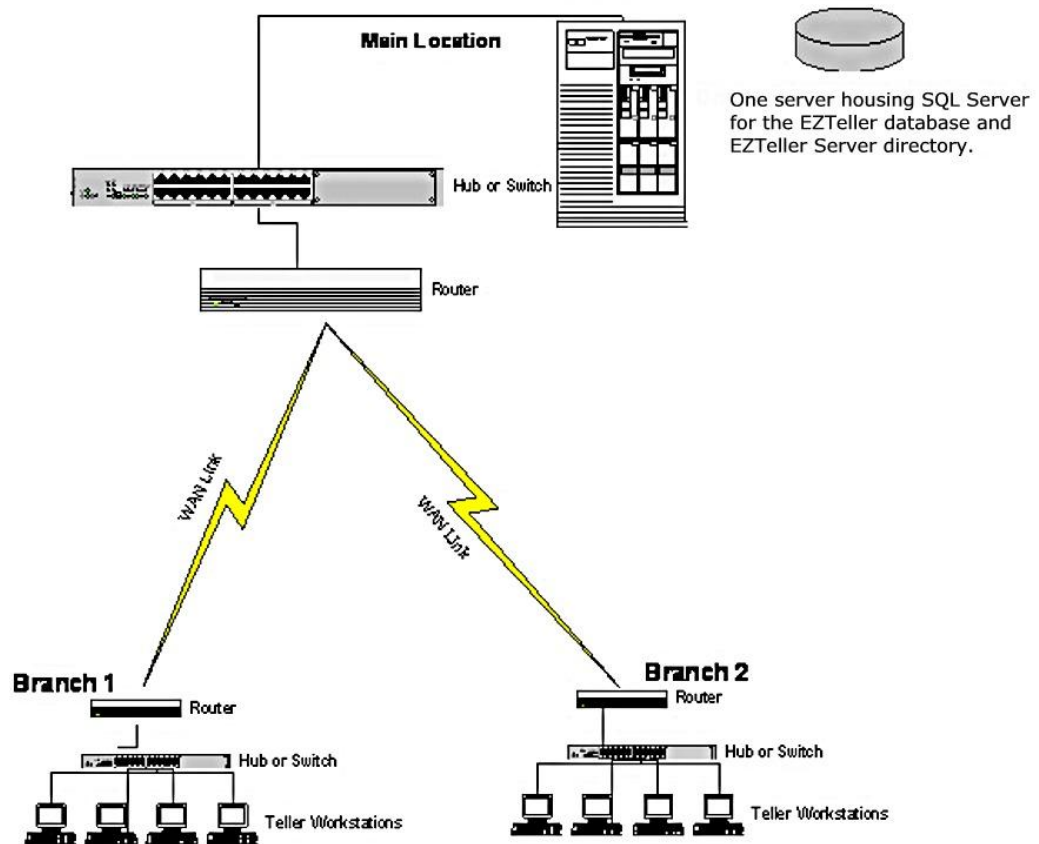 Main Location
One server housing SQL Server
for the EZTeller database and
EZTeller Server directory.
Hub or Switch
Router
WAN Link
WAN Link
Branch 1
Branch 2
Router
Router
Hub or Switch
Hub or Switch
Teller Workstations
Teller Workstations